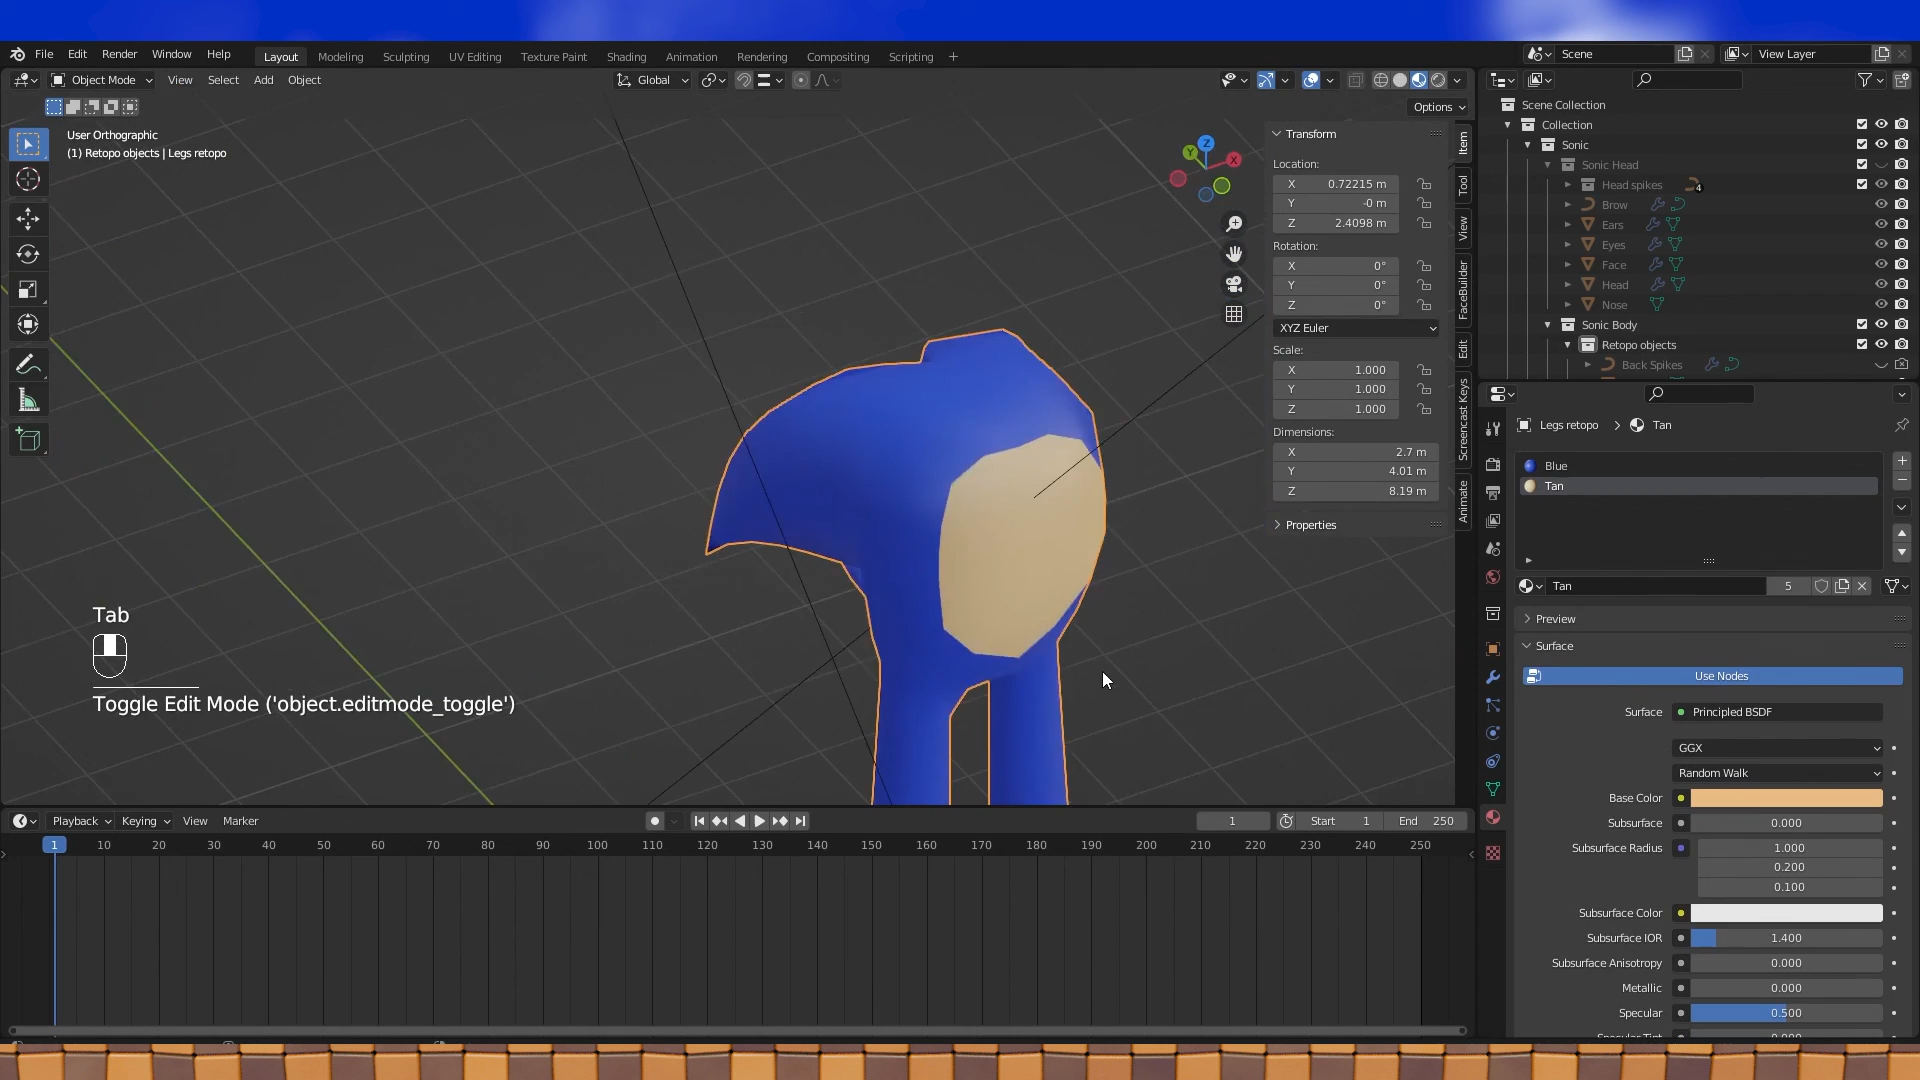 File Edit Render Window Help Layout Modeling Sculpting UV Editing Texture Paint Shading Animation Rendering Compositing Scripting + Scene View Layer
Object Mode View Select Add Object Global
Options
User Orthographic
(1) Retopo objects | Legs retopo
Z
Y
X
Transform
Location:
X 0.72215 m
Y -0 m
Z 2.4098 m
Rotation:
X 0°
Y 0°
Z 0°
XYZ Euler
Scale:
X 1.000
Y 1.000
Z 1.000
Dimensions:
X 2.7 m
Y 4.01 m
Z 8.19 m
Properties
Item
Tool
View
FaceBuilder
Edit
Screencast Keys
Animate
Scene Collection
Collection
Sonic
Sonic Head
Head spikes 4
Brow
Ears
Eyes
Face
Head
Nose
Sonic Body
Retopo objects
Back Spikes
Legs retopo > Tan
Blue
Tan
Tan 5
Preview
Surface
Use Nodes
Surface Principled BSDF
GGX
Random Walk
Base Color
Subsurface 0.000
Subsurface Radius 1.000
0.200
0.100
Subsurface Color
Subsurface IOR 1.400
Subsurface Anisotropy 0.000
Metallic 0.000
Specular 0.500
Tab
Toggle Edit Mode ('object.editmode_toggle')
Playback Keying View Marker 1 Start 1 End 250
1 10 20 30 40 50 60 70 80 90 100 110 120 130 140 150 160 170 180 190 200 210 220 230 240 250